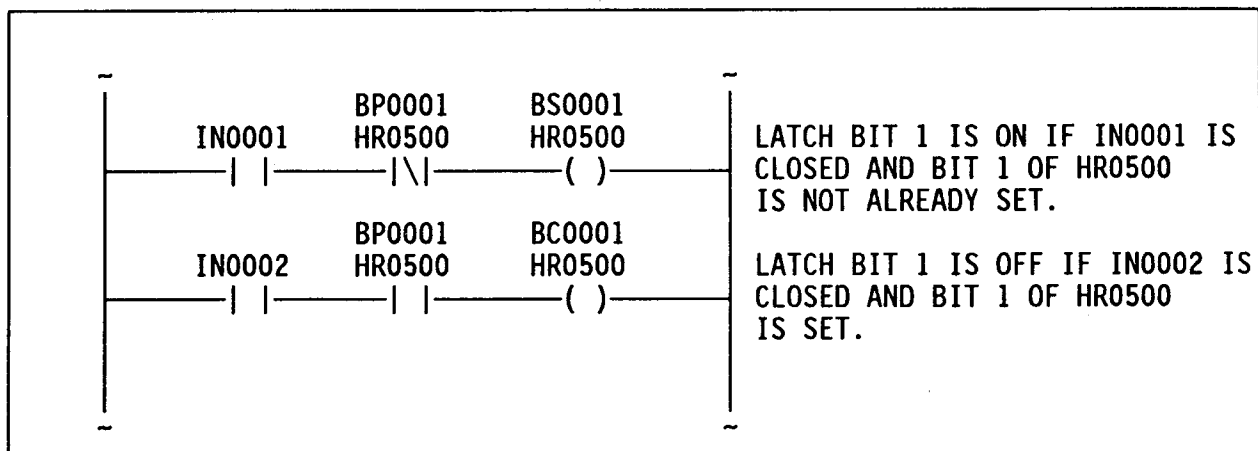 BP0001 BS0001
IN0001 HR0500 HR0500
LATCH BIT 1 IS ON IF IN0001 IS
CLOSED AND BIT 1 OF HR0500
IS NOT ALREADY SET.
BP0001 BC0001
IN0002 HR0500 HR0500
LATCH BIT 1 IS OFF IF IN0002 IS
CLOSED AND BIT 1 OF HR0500
IS SET.